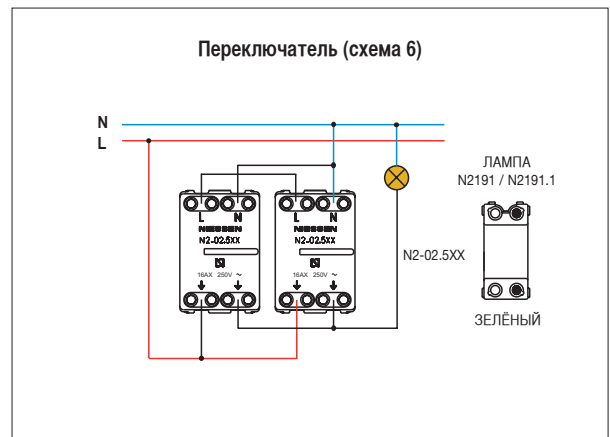 Переключатель (схема 6)
N
L
ЛАМПА
N2191 / N2191.1
L N
NIESSEN
N2-02.5XX
16AX 250V ~
L N
NIESSEN
N2-02.5XX
16AX 250V ~
N2-02.5XX
ЗЕЛЁНЫЙ